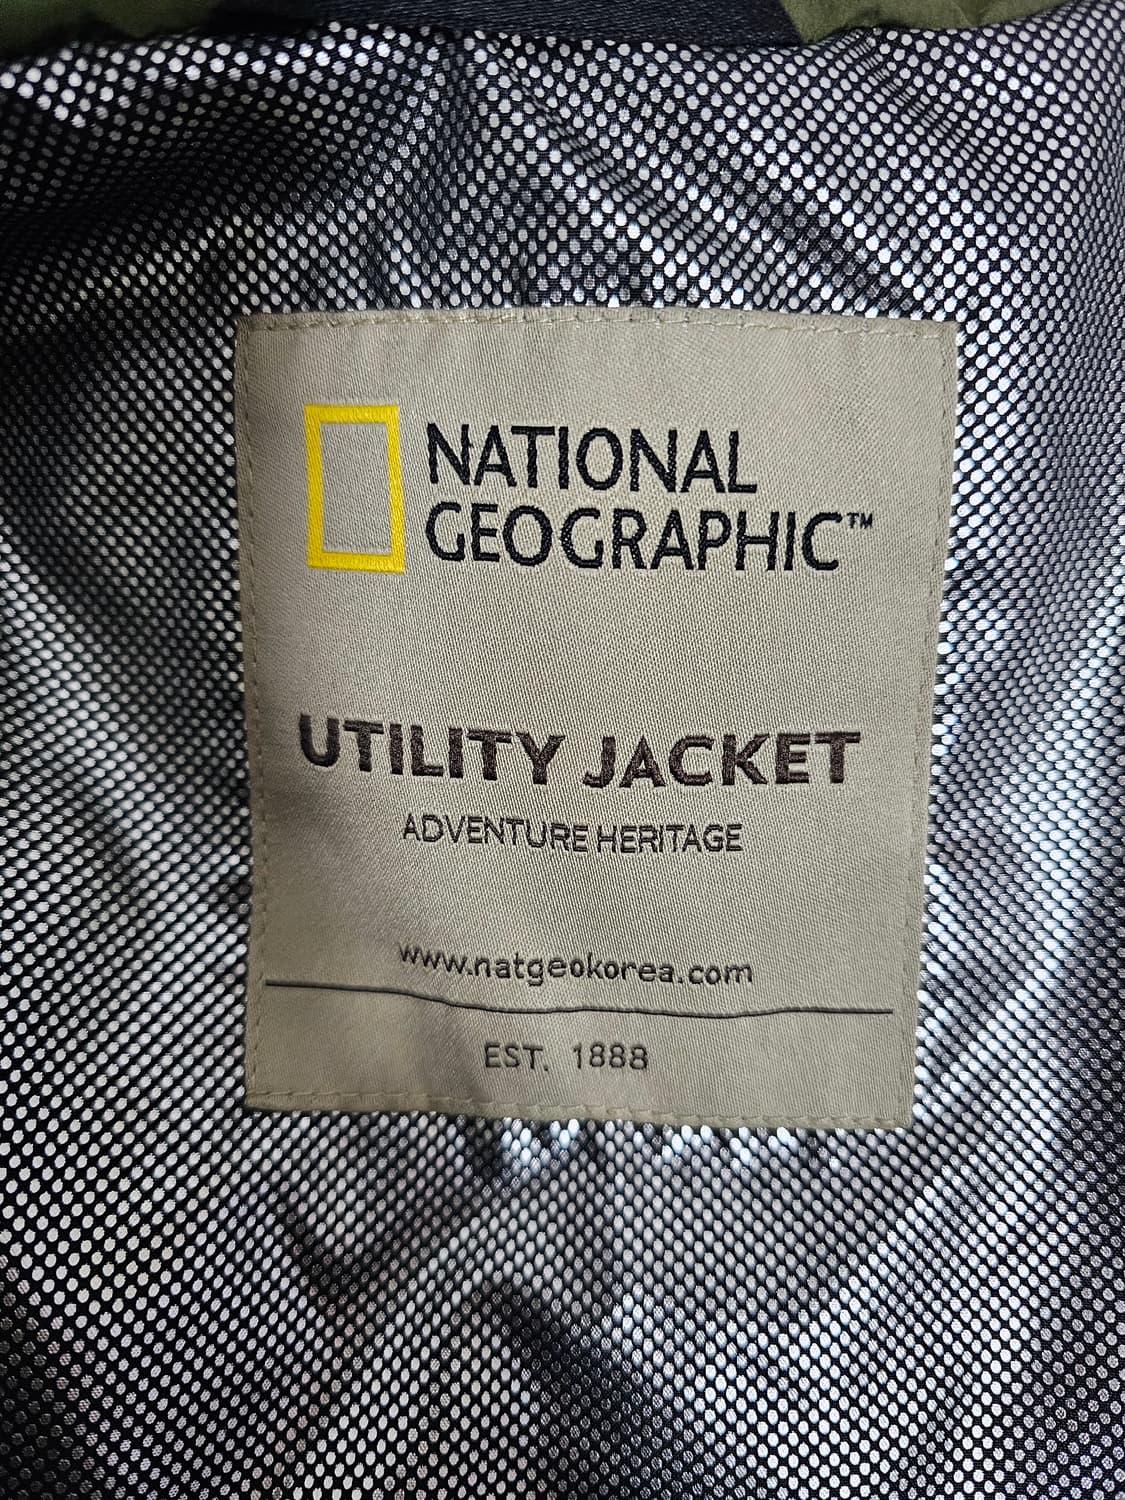 NATIONAL
GEOGRAPHIC™
UTILITY JACKET
ADVENTURE HERITAGE
www.natgeokorea.com
EST. 1888